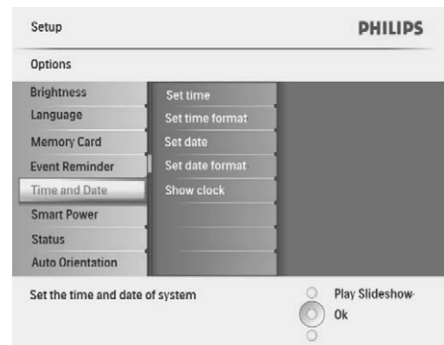 Setup
PHILIPS
Options
Brightness
Language
Memory Card
Event Reminder
Time and Date
Smart Power
Status
Auto Orientation
Set time
Set time format
Set date
Set date format
Show clock
Set the time and date of system
Play Slideshow
Ok